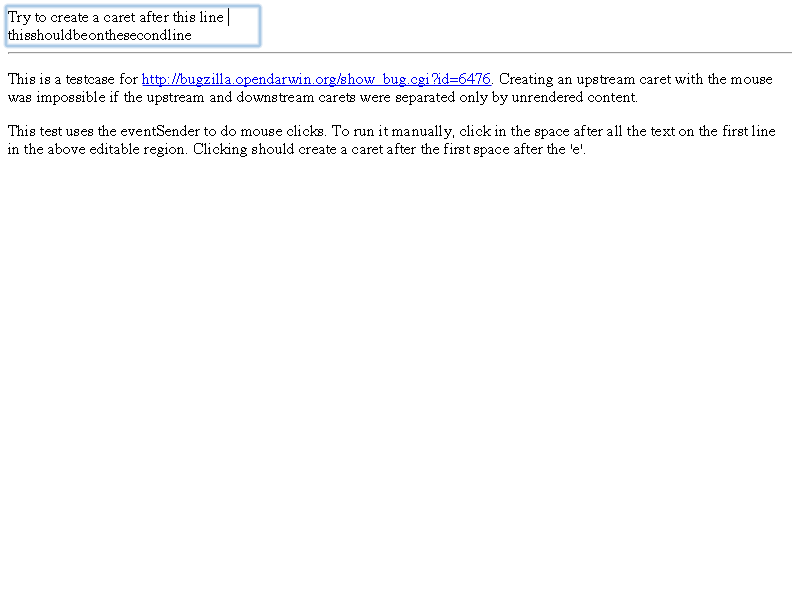 Try to create a caret after this line
thisshouldbeonthesecondline
This is a testcase for http://bugzilla.opendarwin.org/show_bug.cgi?id=6476. Creating an upstream caret with the mouse
was impossible if the upstream and downstream carets were separated only by unrendered content.
This test uses the eventSender to do mouse clicks. To run it manually, click in the space after all the text on the first line
in the above editable region. Clicking should create a caret after the first space after the 'e'.